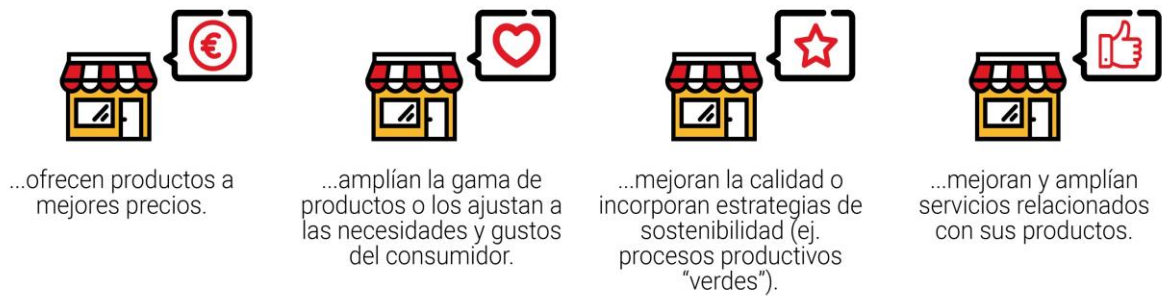 ...ofrecen productos a
mejores precios.
...amplían la gama de
productos o los ajustan a
las necesidades y gustos
del consumidor.
...mejoran la calidad o
incorporan estrategias de
sostenibilidad (ej.
procesos productivos
"verdes").
...mejoran y amplían
servicios relacionados
con sus productos.